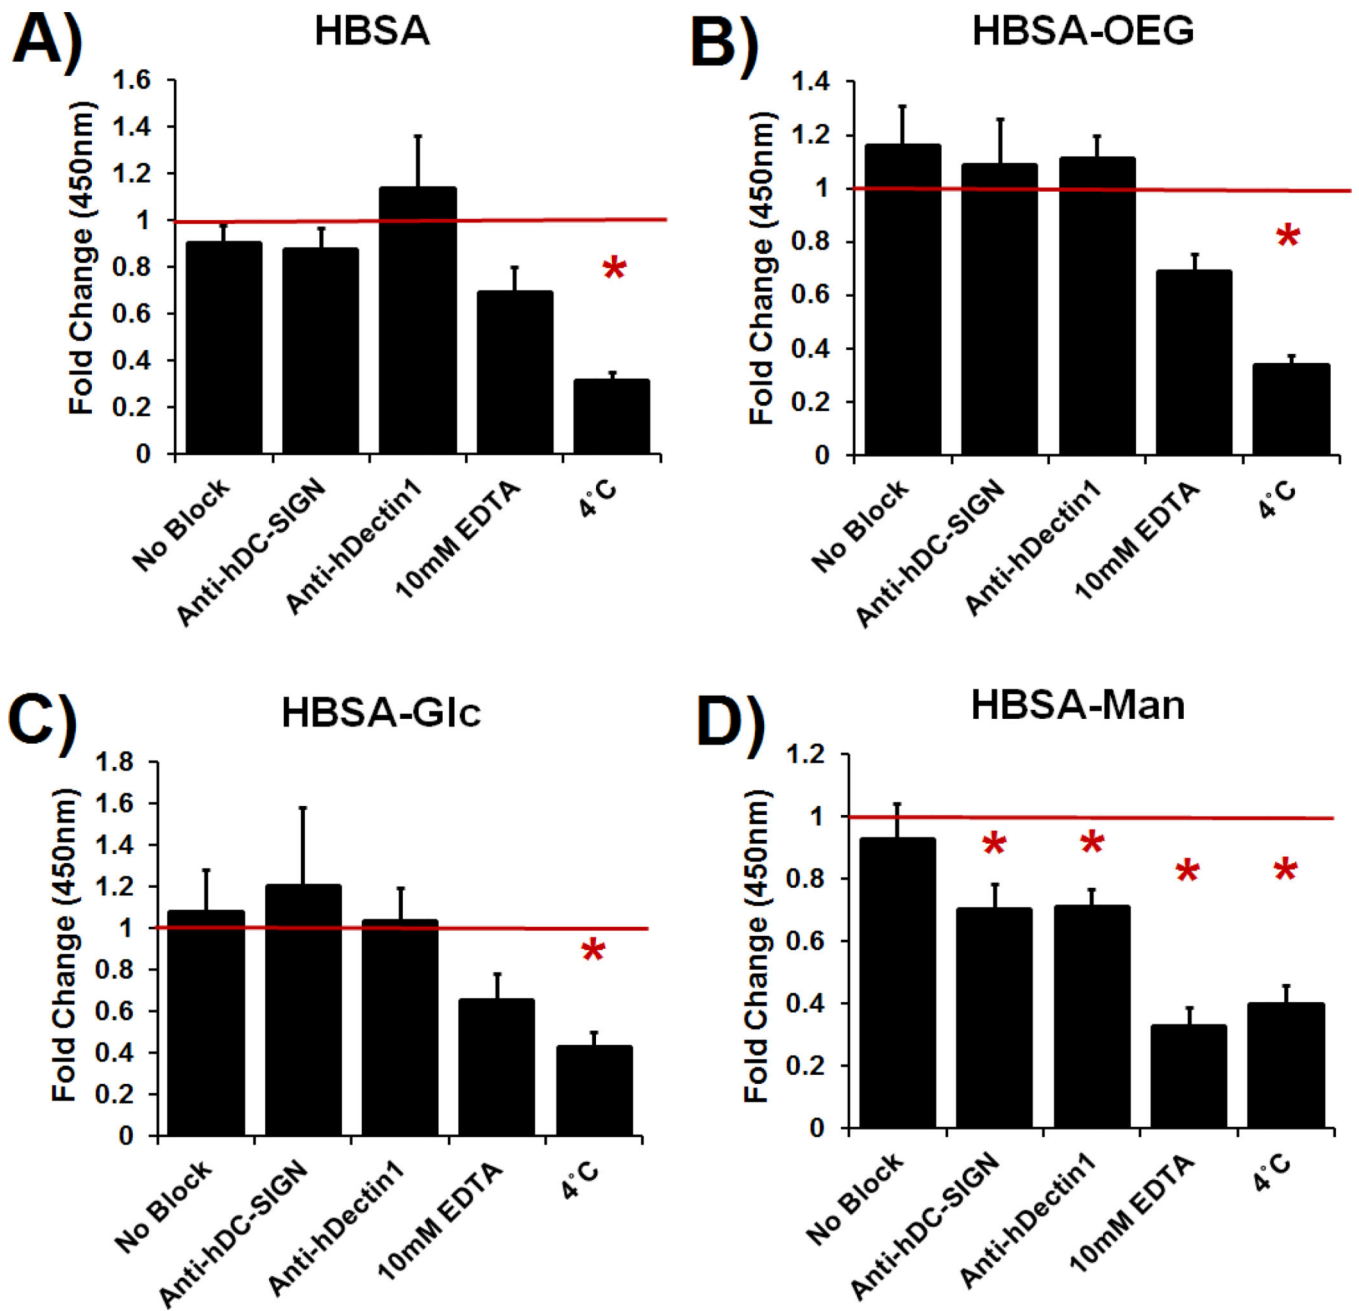 A)
HBSA
Fold Change (450nm)
1.6
1.4
1.2
1
0.8
0.6
0.4
0.2
0
*
No Block
Anti-hDC-SIGN
Anti-hDectin1
10mM EDTA
4°C
B)
HBSA-OEG
Fold Change (450nm)
1.4
1.2
1
0.8
0.6
0.4
0.2
0
*
No Block
Anti-hDC-SIGN
Anti-hDectin1
10mM EDTA
4°C
C)
HBSA-Glc
Fold Change (450nm)
1.8
1.6
1.4
1.2
1
0.8
0.6
0.4
0.2
0
*
No Block
Anti-hDC-SIGN
Anti-hDectin1
10mM EDTA
4°C
D)
HBSA-Man
Fold Change (450nm)
1.2
1
0.8
0.6
0.4
0.2
0
* * * *
No Block
Anti-hDC-SIGN
Anti-hDectin1
10mM EDTA
4°C